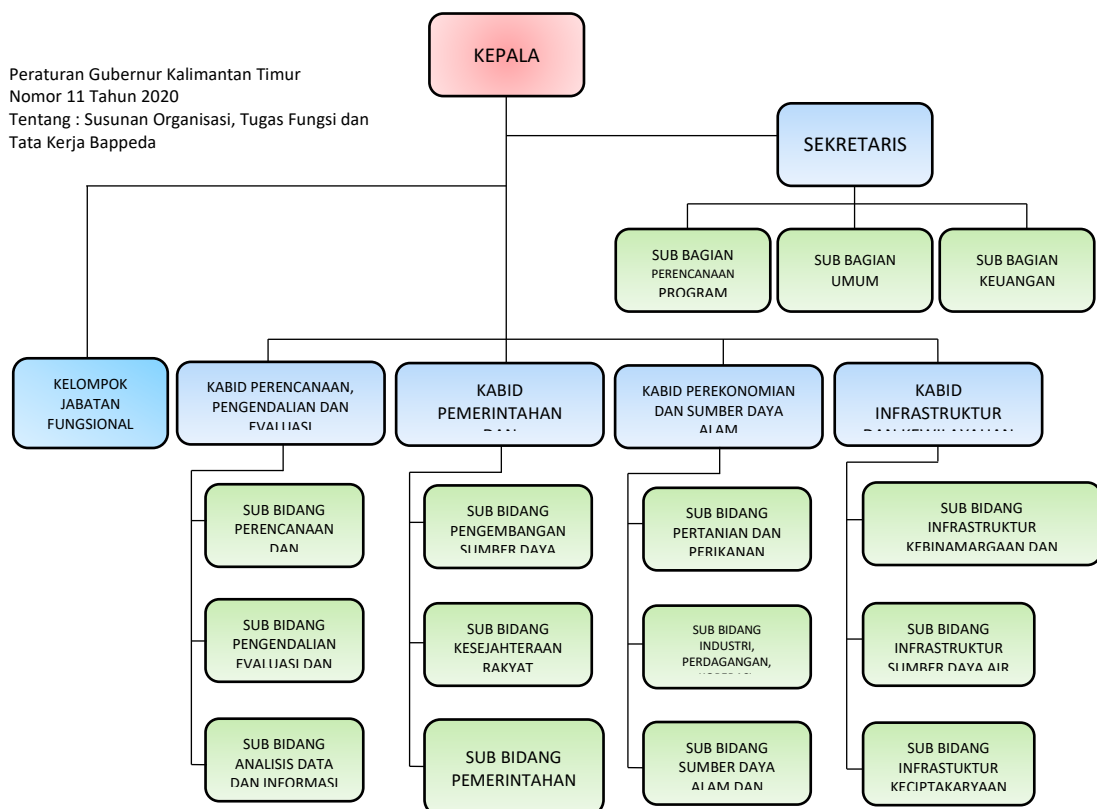 KEPALA
Peraturan Gubernur Kalimantan Timur
Nomor 11 Tahun 2020
Tentang : Susunan Organisasi, Tugas Fungsi dan
Tata Kerja Bappeda
SEKRETARIS
SUB BAGIAN
PERENCANAAN
PROGRAM
SUB BAGIAN
UMUM
SUB BAGIAN
KEUANGAN
KELOMPOK
JABATAN
FUNGSIONAL
KABID PERENCANAAN,
PENGENDALIAN DAN
EVALUASI
KABID
PEMERINTAHAN
DAN
KABID PEREKONOMIAN
DAN SUMBER DAYA
ALAM
KABID
INFRASTRUKTUR
DAN KEWILAYAHAN
SUB BIDANG
PERENCANAAN
DAN
SUB BIDANG
PENGEMBANGAN
SUMBER DAYA
SUB BIDANG
PERTANIAN DAN
PERIKANAN
SUB BIDANG
INFRASTRUKTUR
KEBINAMARGAAN DAN
SUB BIDANG
PENGENDALIAN
EVALUASI DAN
SUB BIDANG
KESEJAHTERAAN
RAKYAT
SUB BIDANG
INDUSTRI,
PERDAGANGAN,
SUB BIDANG
INFRASTRUKTUR
SUMBER DAYA AIR
SUB BIDANG
ANALISIS DATA
DAN INFORMASI
SUB BIDANG
PEMERINTAHAN
SUB BIDANG
SUMBER DAYA
ALAM DAN
SUB BIDANG
INFRASTUKTUR
KECIPTAKARYAAN